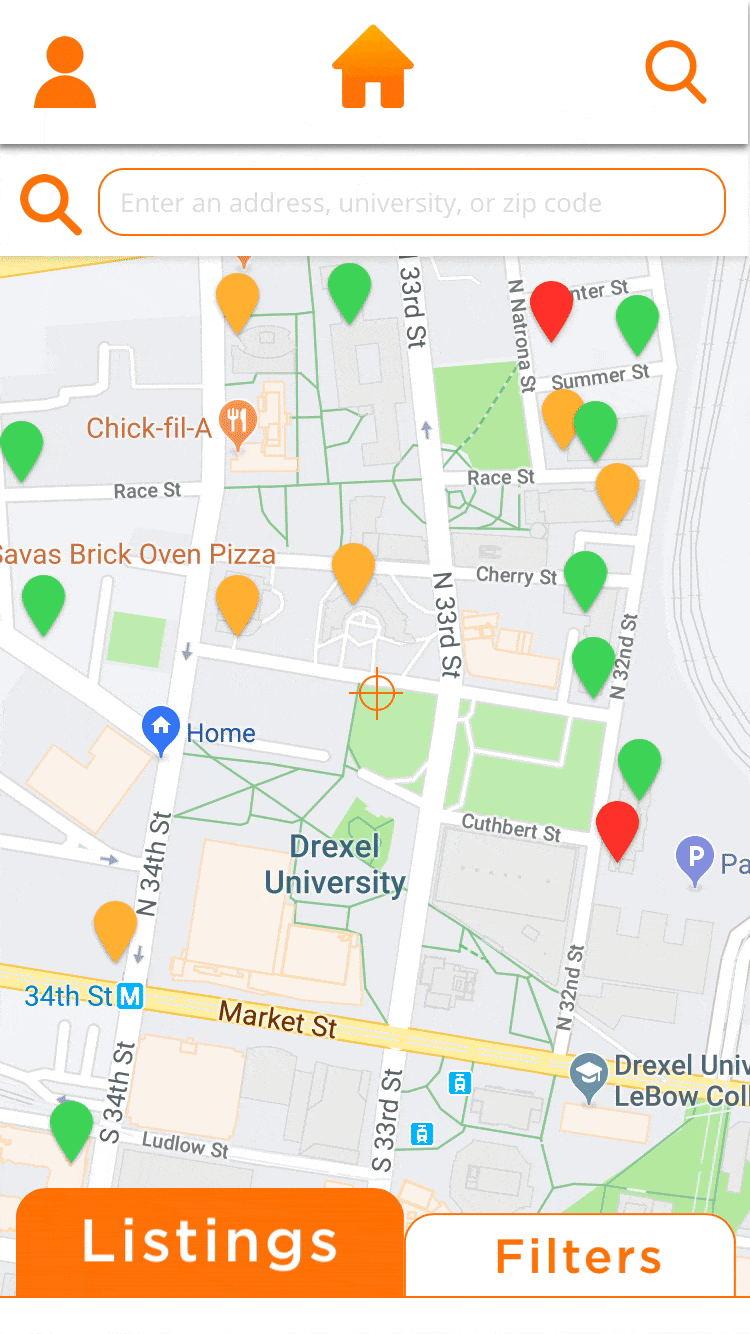 Enter an address, university, or zip code
33rd St
N Natrona St
nter St
Summer St
Chick-fil-A
Race St
Race St
Savas Brick Oven Pizza
Cherry St
N 33rd St
N 32nd St
Home
Cuthbert St
Drexel
University
P
Pa
N 34th St
N 32nd St
34th St
M
Market St
Drexel Univ
LeBow Coll
S 34th St
S 33rd St
Ludlow St
Listings
Filters